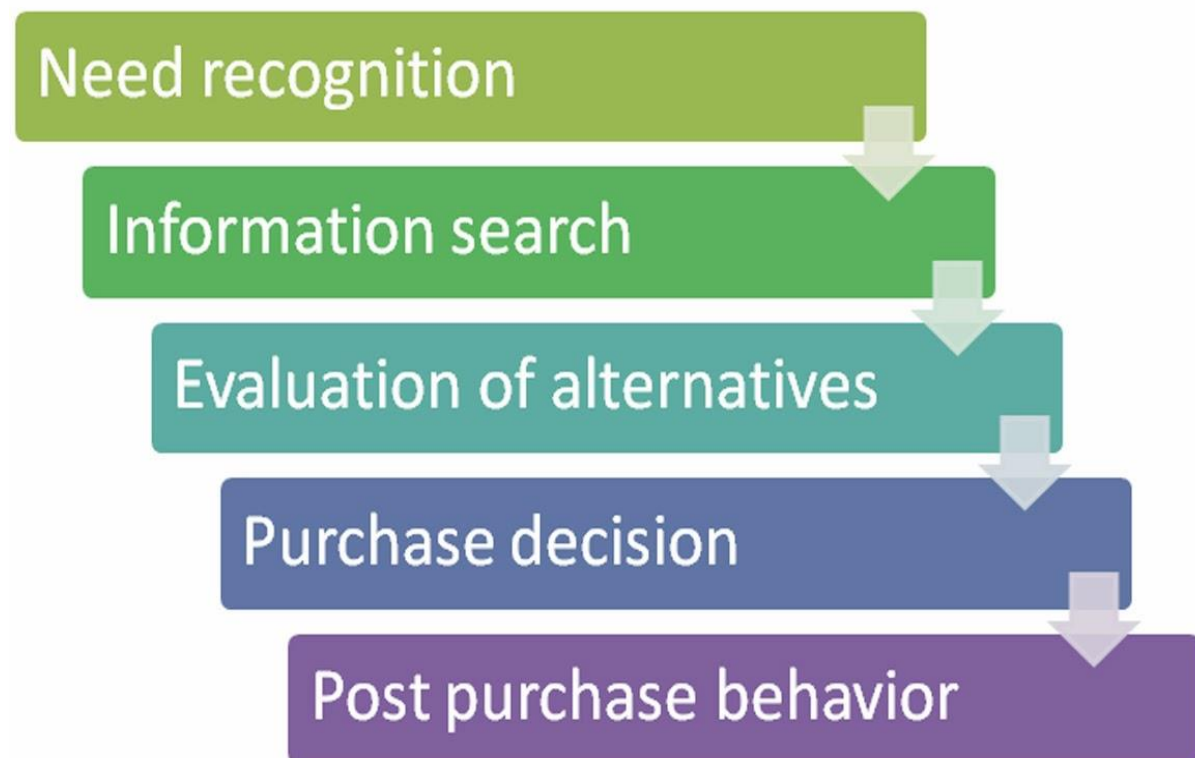 Need recognition
Information search
Evaluation of alternatives
Purchase decision
Post purchase behavior